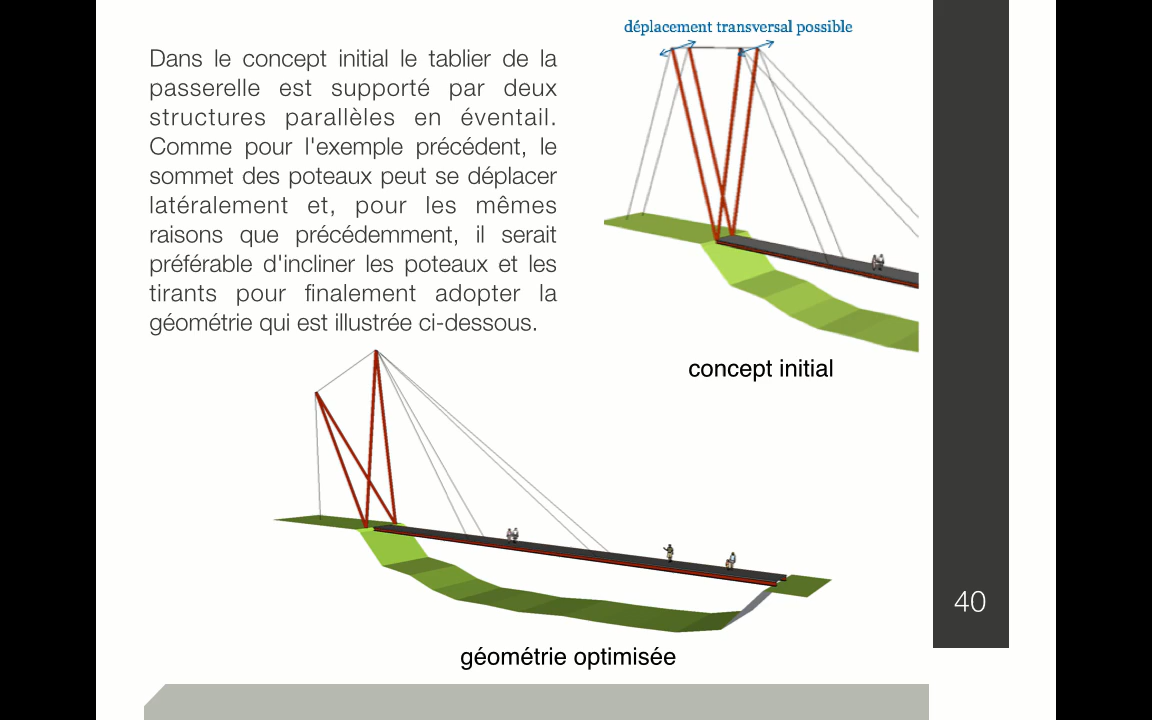 déplacement transversal possible
Dans le concept initial le tablier de la
passerelle est supporté par deux
structures parallèles en éventail.
Comme pour l'exemple précédent, le
sommet des poteaux peut se déplacer
latéralement et, pour les mêmes
raisons que précédemment, il serait
préférable d'incliner les poteaux et les
tirants pour finalement adopter la
géométrie qui est illustrée ci-dessous.
concept initial
géométrie optimisée
40